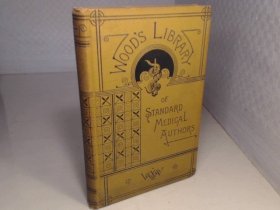 WOOD'S LIBRARY
OF
STANDARD
MEDICAL
AUTHORS